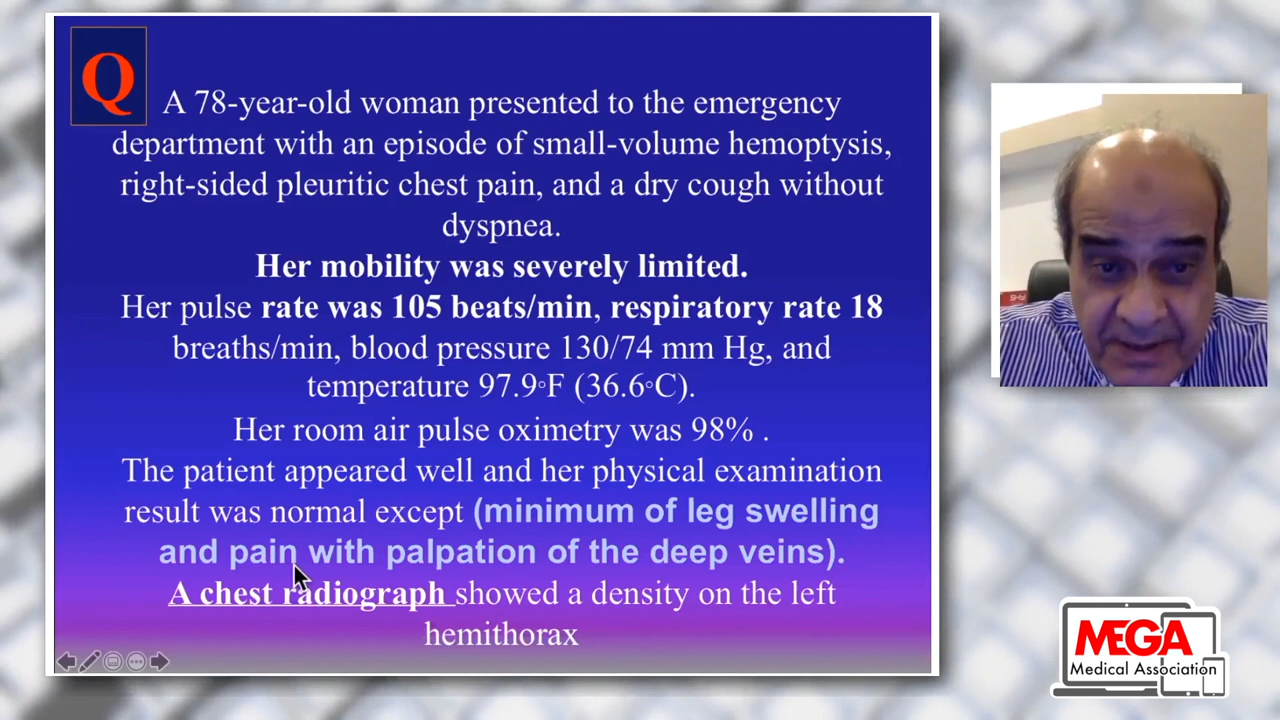 Q
A 78-year-old woman presented to the emergency
department with an episode of small-volume hemoptysis,
right-sided pleuritic chest pain, and a dry cough without
dyspnea.
Her mobility was severely limited.
Her pulse rate was 105 beats/min, respiratory rate 18
breaths/min, blood pressure 130/74 mm Hg, and
temperature 97.9◦F (36.6◦C).
Her room air pulse oximetry was 98% .
The patient appeared well and her physical examination
result was normal except (minimum of leg swelling
and pain with palpation of the deep veins).
A chest radiograph showed a density on the left
hemithorax
MEGA
Medical Association